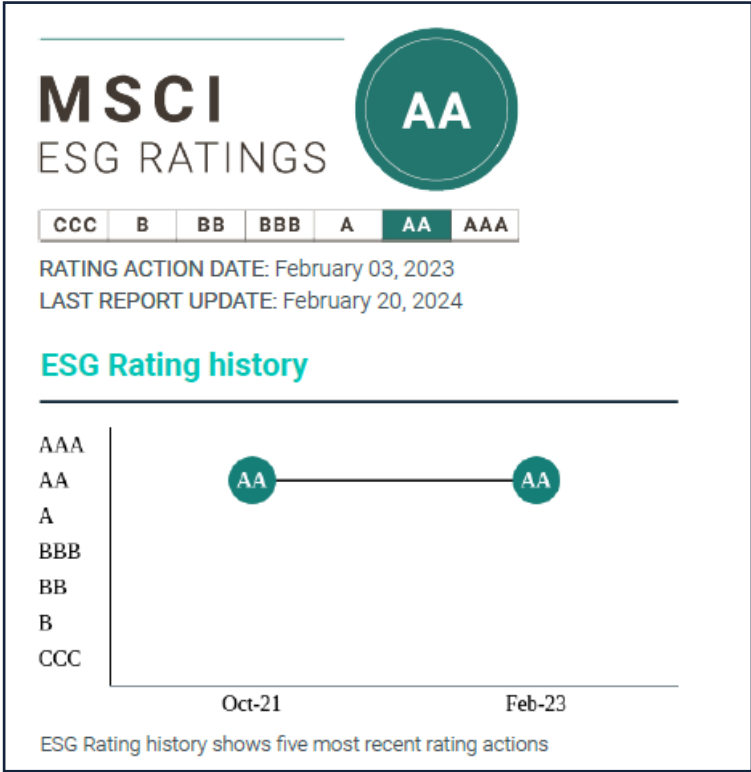 MSCI
ESG RATINGS
AA
CCC B BB BBB A AA AAA
RATING ACTION DATE: February 03, 2023
LAST REPORT UPDATE: February 20, 2024
ESG Rating history
AAA
AA
A
BBB
BB
B
CCC
AA AA
Oct-21 Feb-23
ESG Rating history shows five most recent rating actions